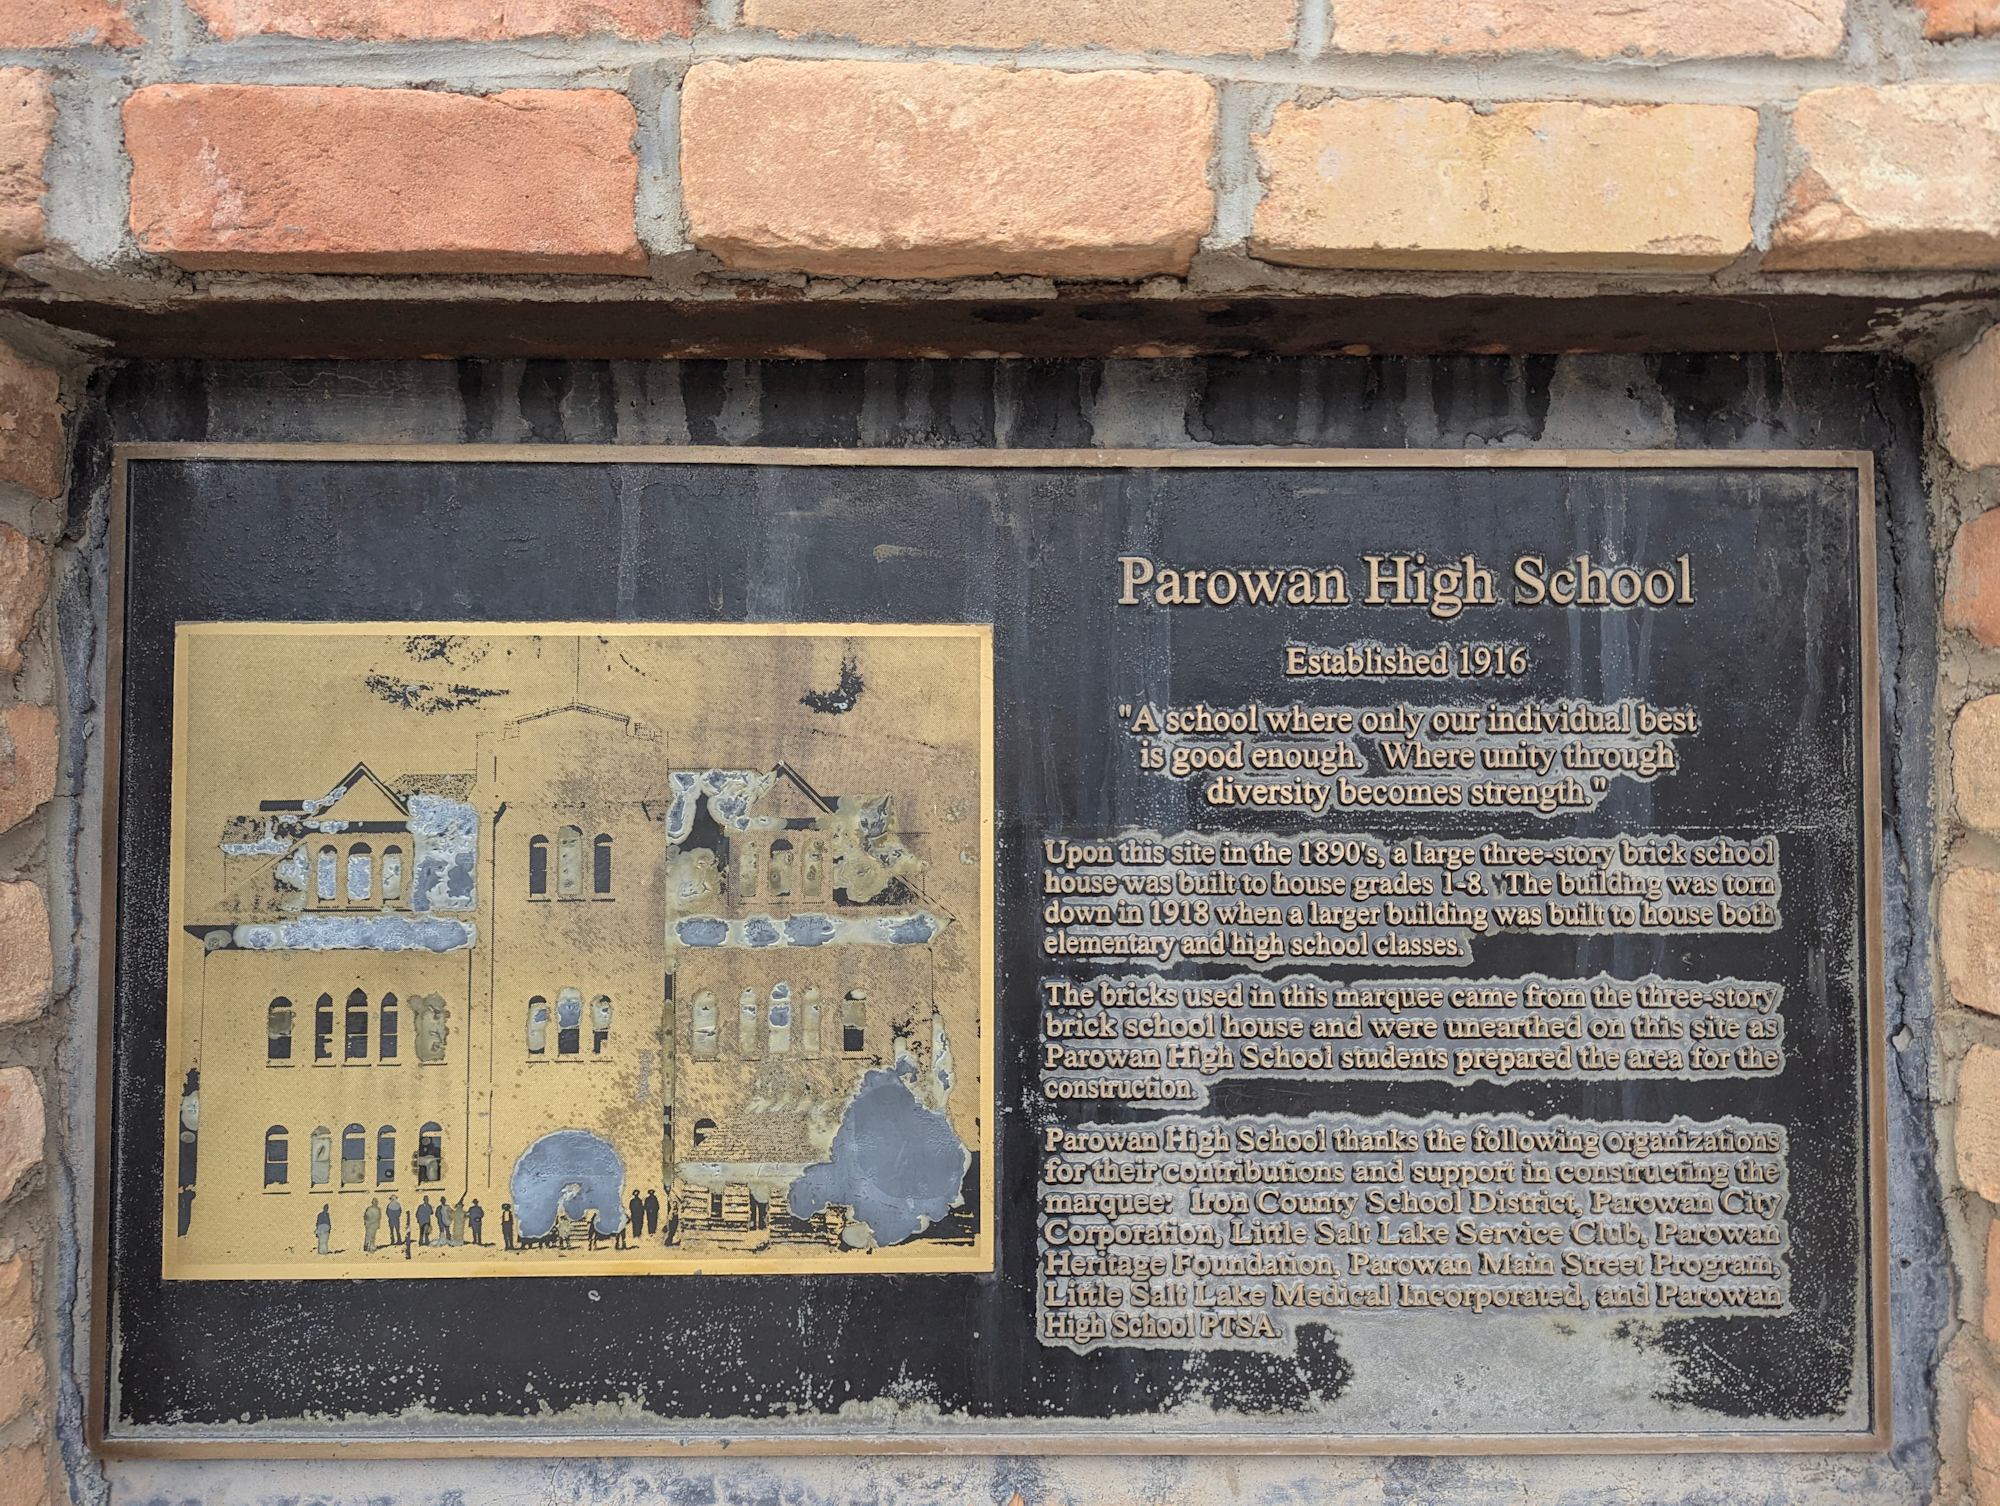 Parowan High School
Established 1916
"A school where only our individual best
is good enough. Where unity through
diversity becomes strength."
Upon this site in the 1890's, a large three-story brick school
house was built to house grades 1-8. The building was torn
down in 1918 when a larger building was built to house both
elementary and high school classes.
The bricks used in this marquee came from the three-story
brick school house and were unearthed on this site as
Parowan High School students prepared the area for the
construction.
Parowan High School thanks the following organizations
for their contributions and support in constructing the
marquee: Iron County School District, Parowan City
Corporation, Little Salt Lake Service Club, Parowan
Heritage Foundation, Parowan Main Street Program,
Little Salt Lake Medical Incorporated, and Parowan
High School PTSA.